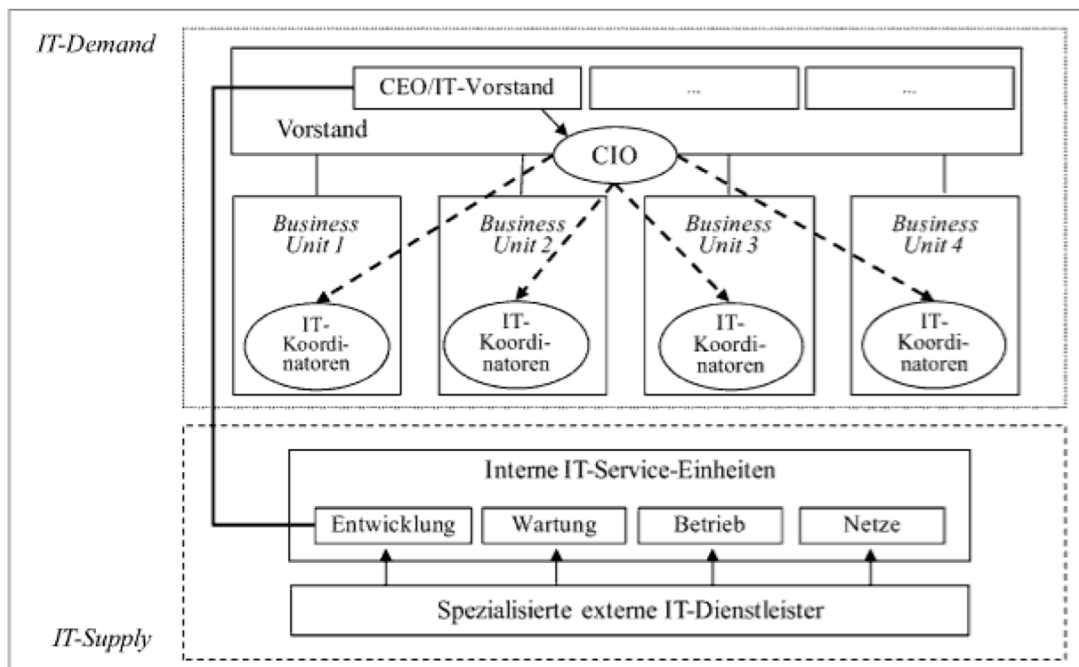 IT-Demand
CEO/IT-Vorstand
...
...
Vorstand
CIO
Business
Unit 1
Business
Unit 2
Business
Unit 3
Business
Unit 4
IT-
Koordi-
natoren
IT-
Koordi-
natoren
IT-
Koordi-
natoren
IT-
Koordi-
natoren
Interne IT-Service-Einheiten
Entwicklung
Wartung
Betrieb
Netze
Spezialisierte externe IT-Dienstleister
IT-Supply